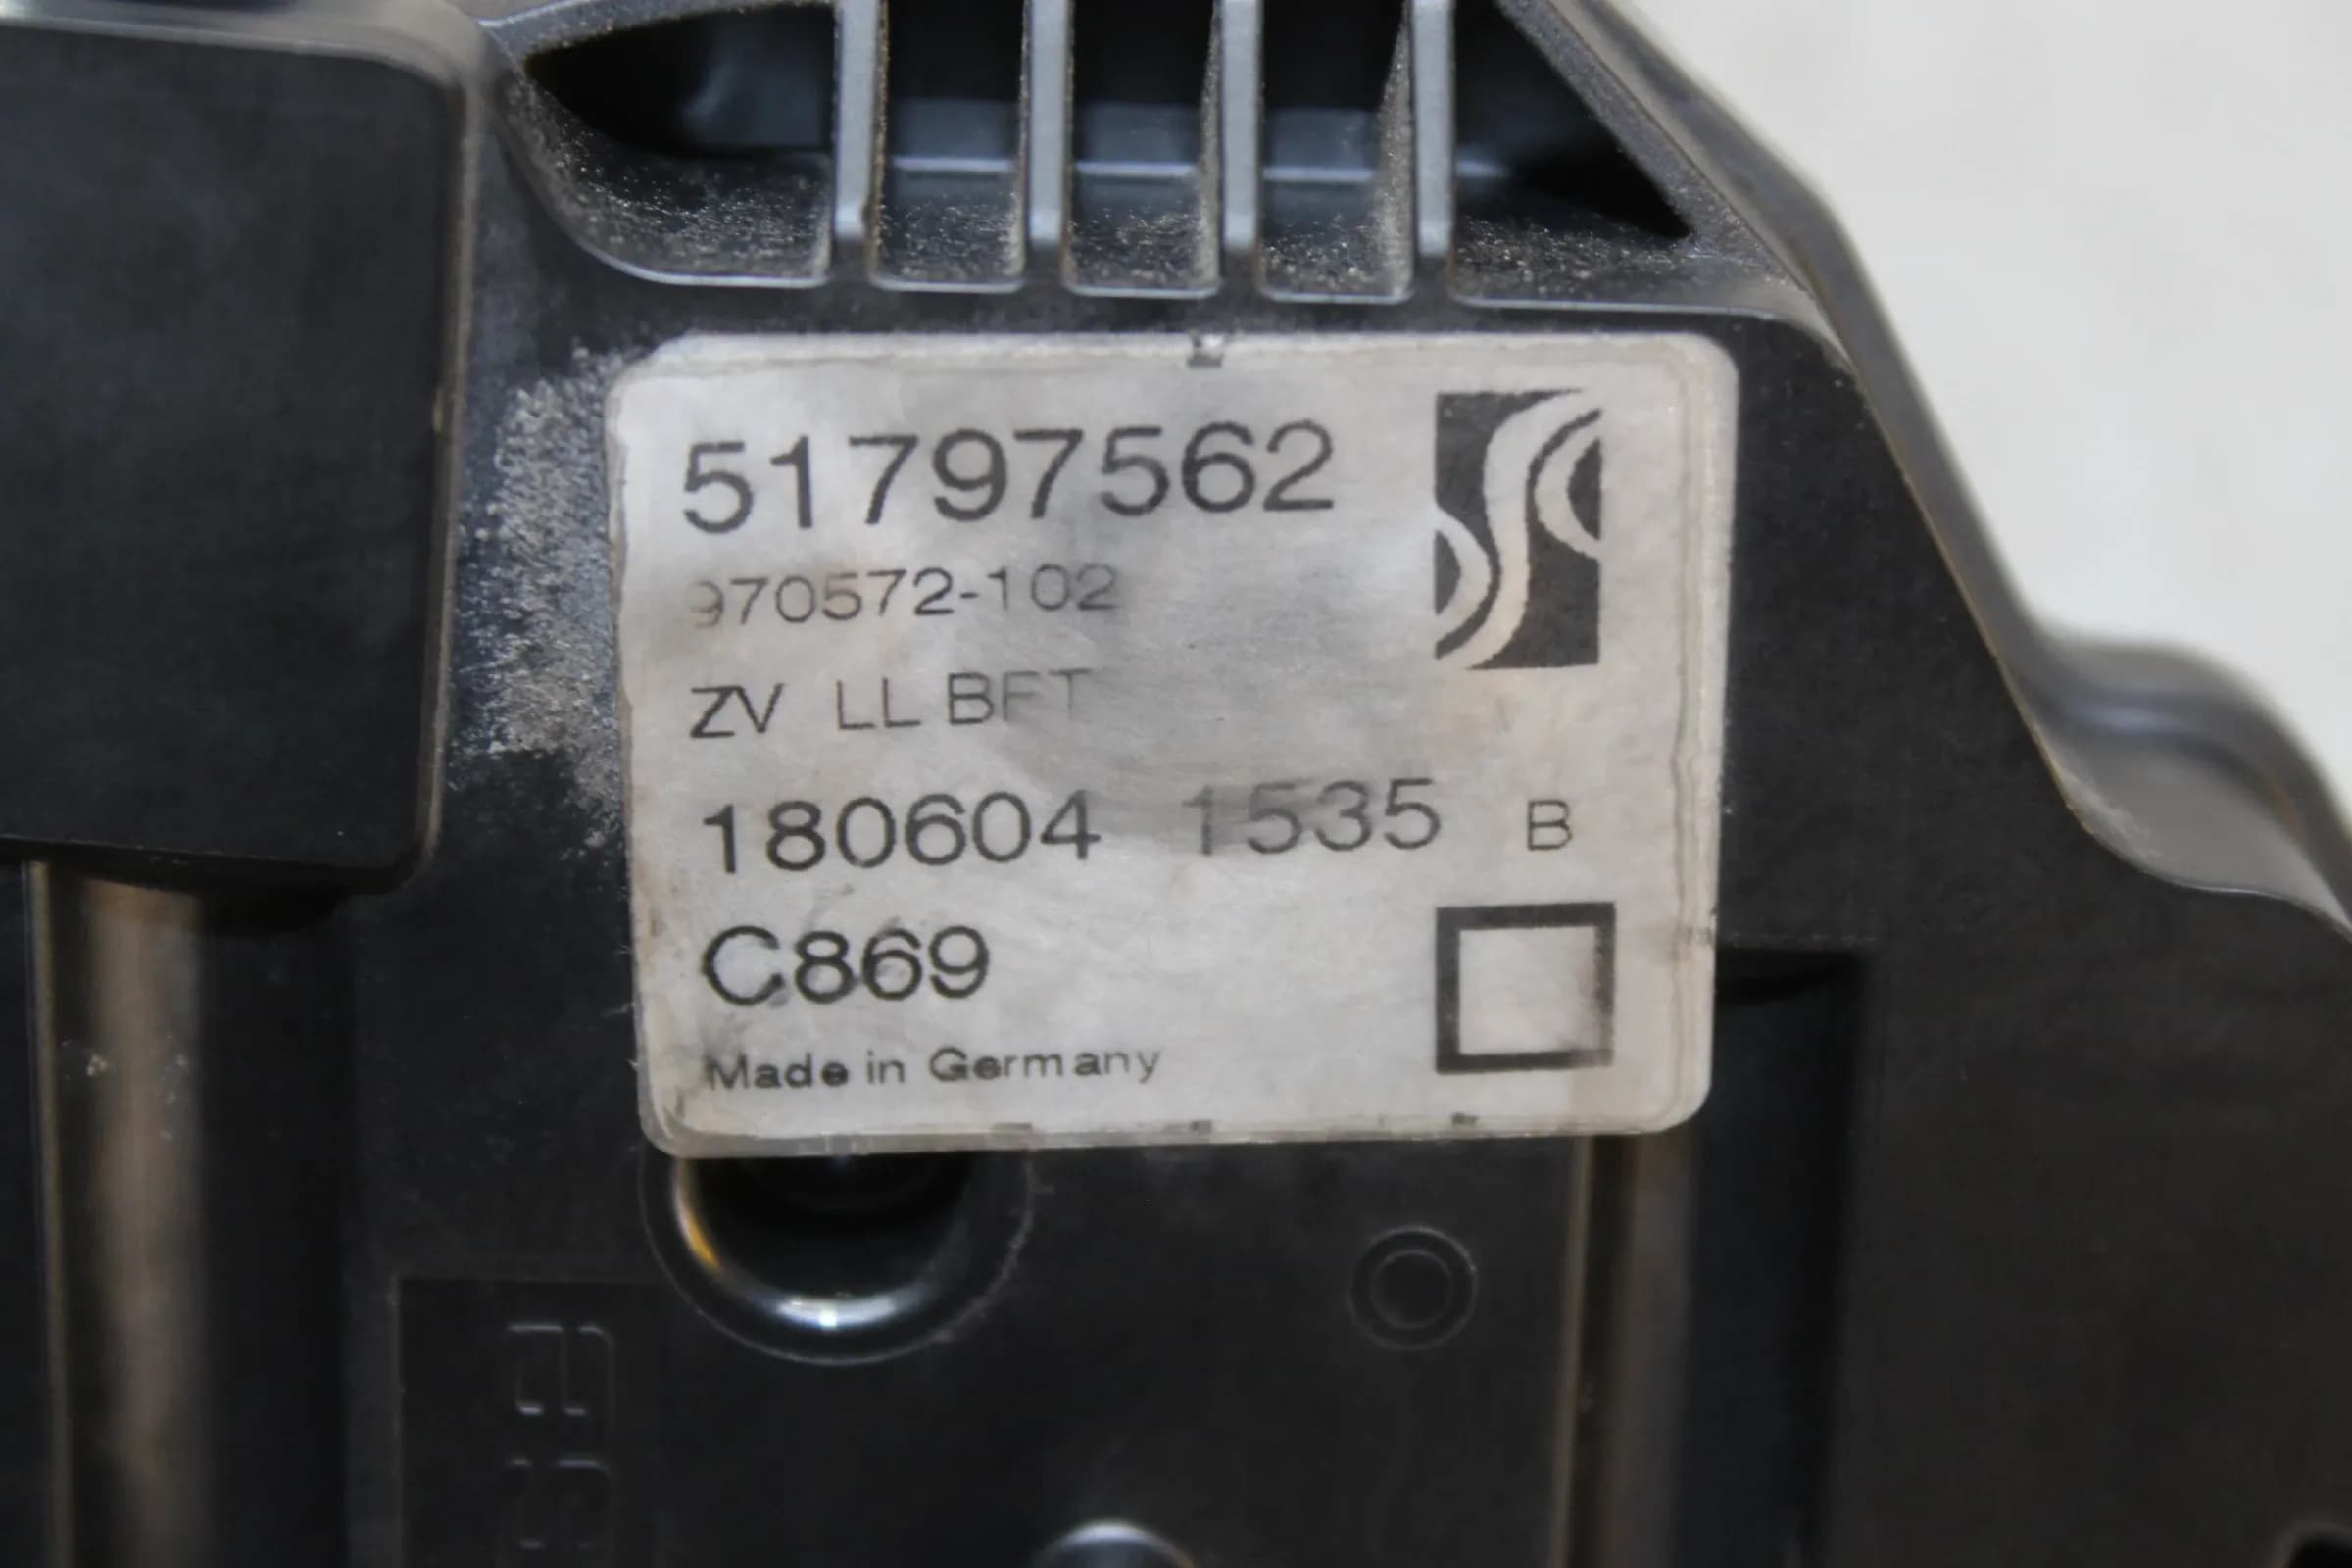 51797562
970572-102
ZV LL BFT
180604 1535 B
C869
Made in Germany